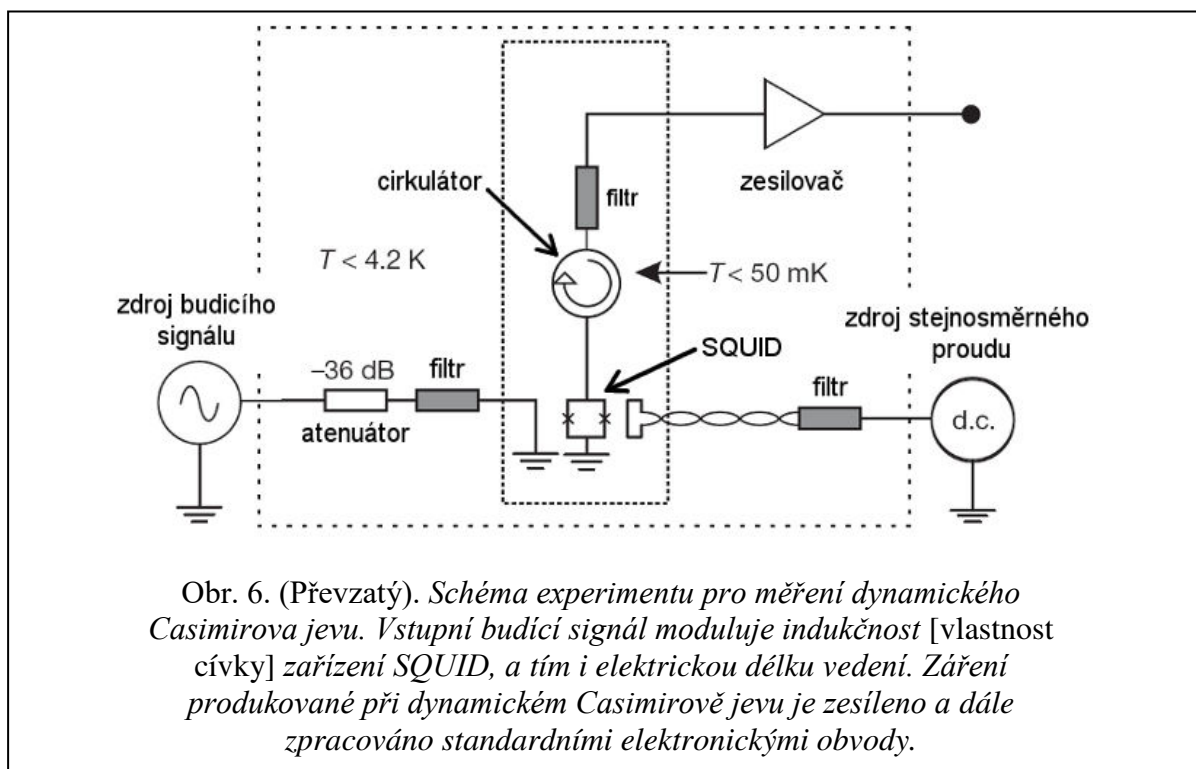 cirkulátor
filtr
zesilovač
T < 4.2 K
T < 50 mK
zdroj budicího
signálu
zdroj stejnosměrného
proudu
SQUID
–36 dB
filtr
atenuátor
filtr
d.c.
Obr. 6. (Převzatý). Schéma experimentu pro měření dynamického
Casimirova jevu. Vstupní budící signál moduluje indukčnost [vlastnost
cívky] zařízení SQUID, a tím i elektrickou délku vedení. Záření
produkované při dynamickém Casimirově jevu je zesíleno a dále
zpracováno standardními elektronickými obvody.